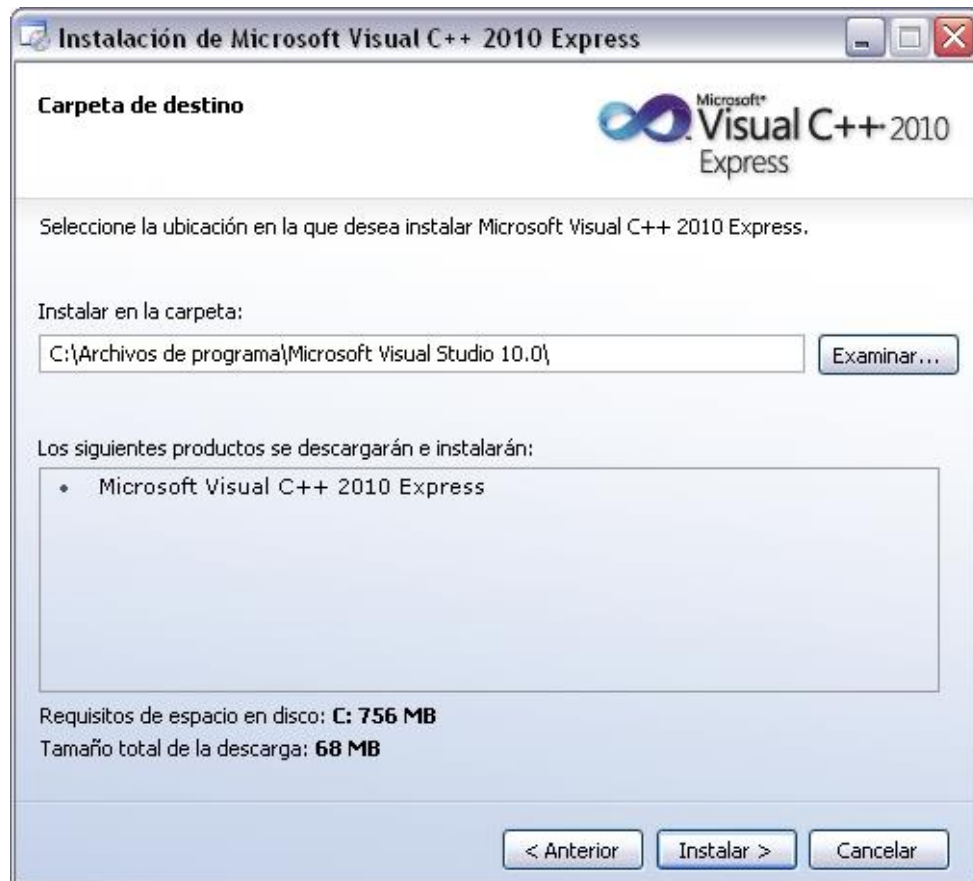 Instalación de Microsoft Visual C++ 2010 Express
Carpeta de destino
Microsoft®
Visual C++ 2010
Express
Seleccione la ubicación en la que desea instalar Microsoft Visual C++ 2010 Express.
Instalar en la carpeta:
C:\Archivos de programa\Microsoft Visual Studio 10.0\
Examinar...
Los siguientes productos se descargarán e instalarán:
• Microsoft Visual C++ 2010 Express
Requisitos de espacio en disco: C: 756 MB
Tamaño total de la descarga: 68 MB
< Anterior
Instalar >
Cancelar